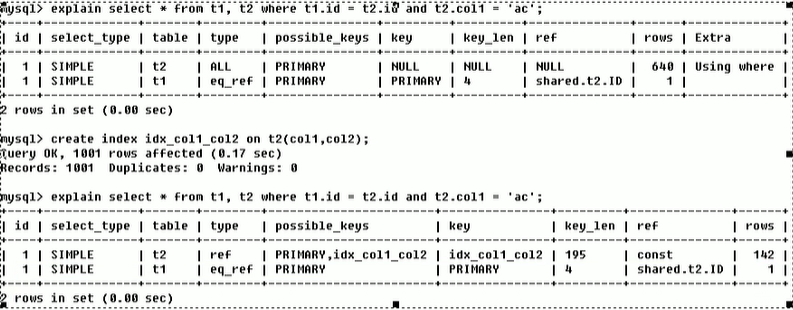 mysql> explain select * from t1, t2 where t1.id = t2.id and t2.col1 = 'ac';
+----+-------------+-------+--------+---------------+---------+---------+--------------+------+-------------+
| id | select_type | table | type | possible_keys | key | key_len | ref | rows | Extra |
+----+-------------+-------+--------+---------------+---------+---------+--------------+------+-------------+
| 1 | SIMPLE | t2 | ALL | PRIMARY | NULL | NULL | NULL | 640 | Using where |
| 1 | SIMPLE | t1 | eq_ref | PRIMARY | PRIMARY | 4 | shared.t2.ID | 1 | |
+----+-------------+-------+--------+---------------+---------+---------+--------------+------+-------------+
2 rows in set (0.00 sec)
mysql> create index idx_col1_col2 on t2(col1,col2);
Query OK, 1001 rows affected (0.17 sec)
Records: 1001 Duplicates: 0 Warnings: 0
mysql> explain select * from t1, t2 where t1.id = t2.id and t2.col1 = 'ac';
+----+-------------+-------+--------+-----------------------+---------------+---------+--------------+------+
| id | select_type | table | type | possible_keys | key | key_len | ref | rows |
+----+-------------+-------+--------+-----------------------+---------------+---------+--------------+------+
| 1 | SIMPLE | t2 | ref | PRIMARY,idx_col1_col2 | idx_col1_col2 | 195 | const | 142 |
| 1 | SIMPLE | t1 | eq_ref | PRIMARY | PRIMARY | 4 | shared.t2.ID | 1 |
+----+-------------+-------+--------+-----------------------+---------------+---------+--------------+------+
2 rows in set (0.00 sec)